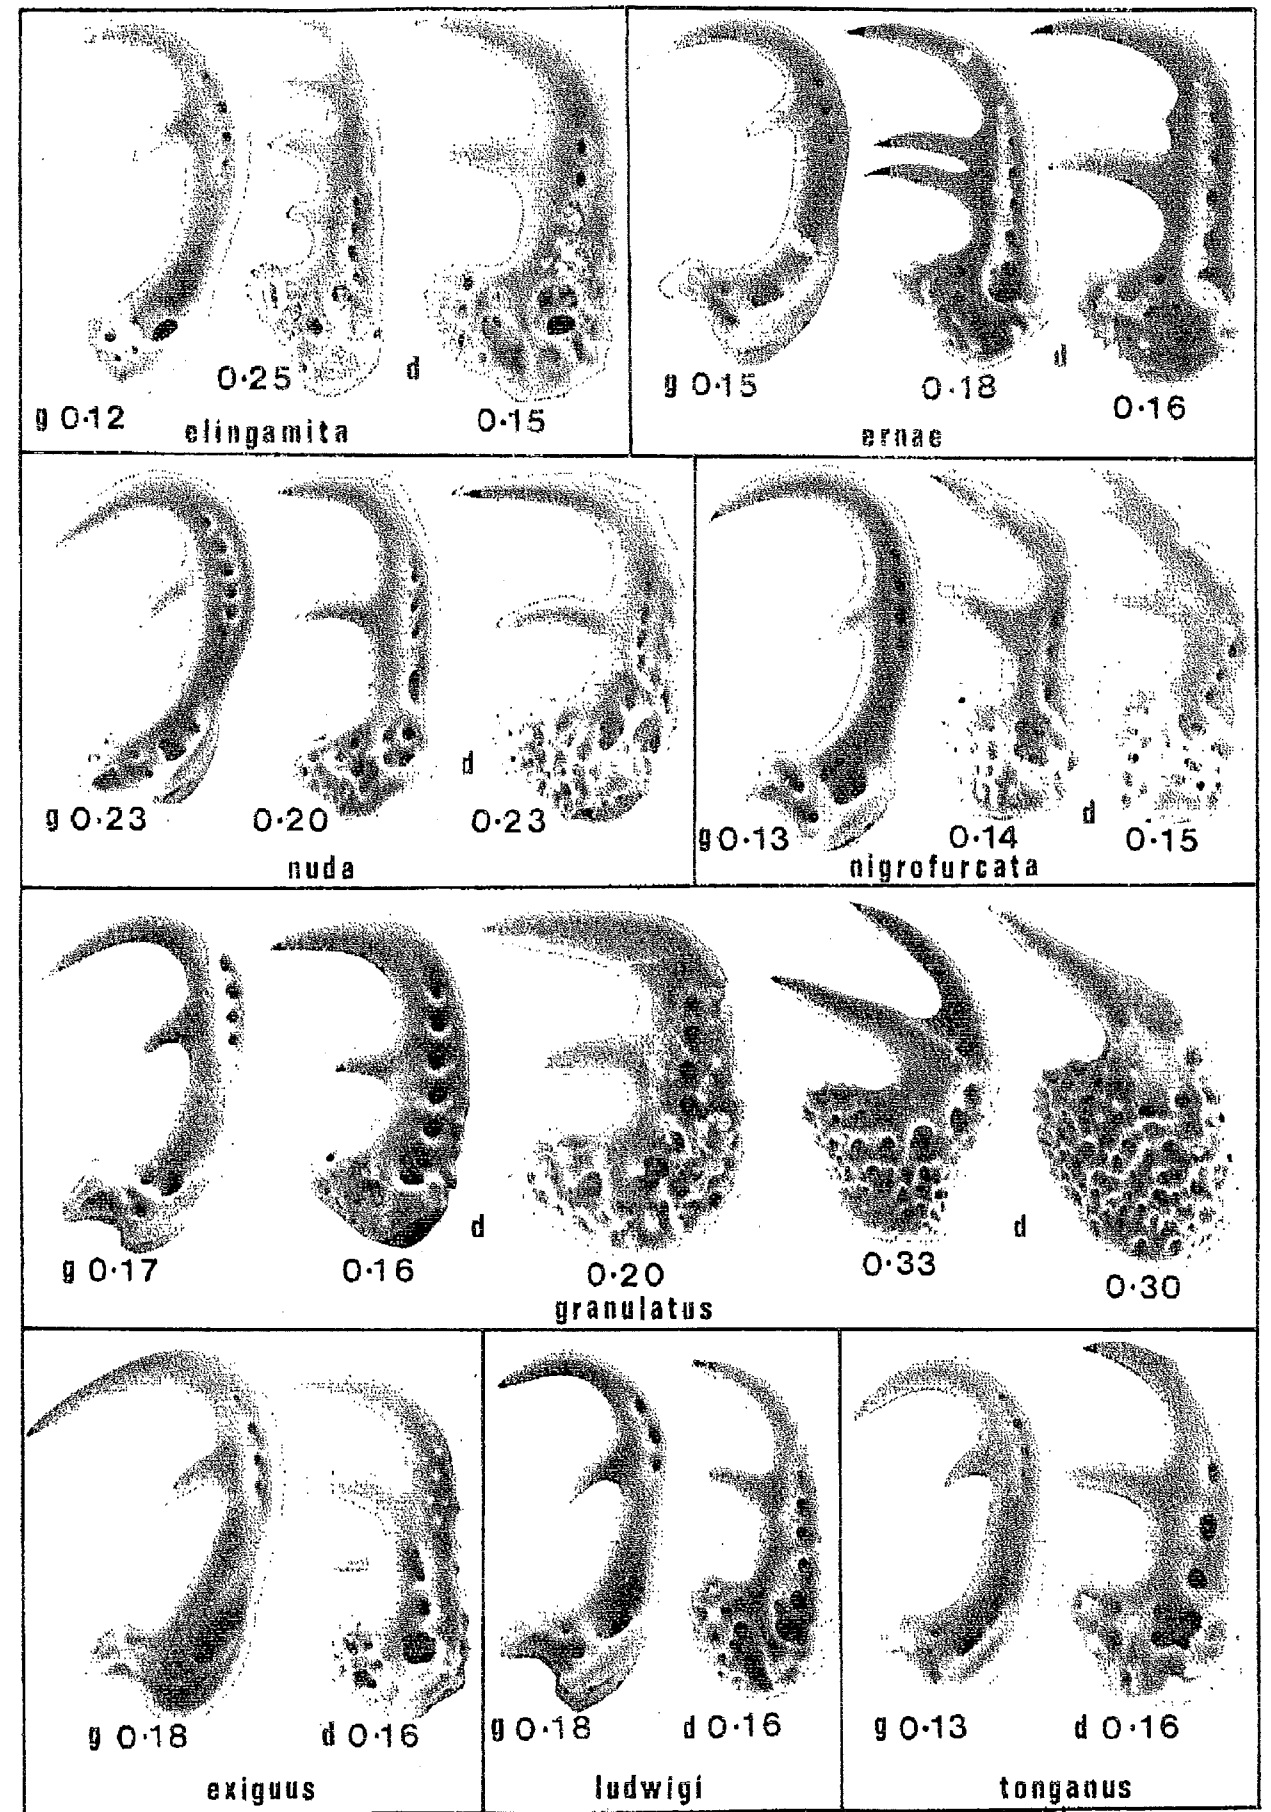 g 0·12
0·25
d
0·15
elingamita
g 0·15
0·18
d
0·16
ernae
g 0·23
0·20
d
0·23
nuda
g 0·13
0·14
d
0·15
nigrofurcata
g 0·17
0·16
d
0·20
0·33
d
0·30
granulatus
g 0·18
d 0·16
exiguus
g 0·18
d 0·16
ludwigi
g 0·13
d 0·16
tonganus